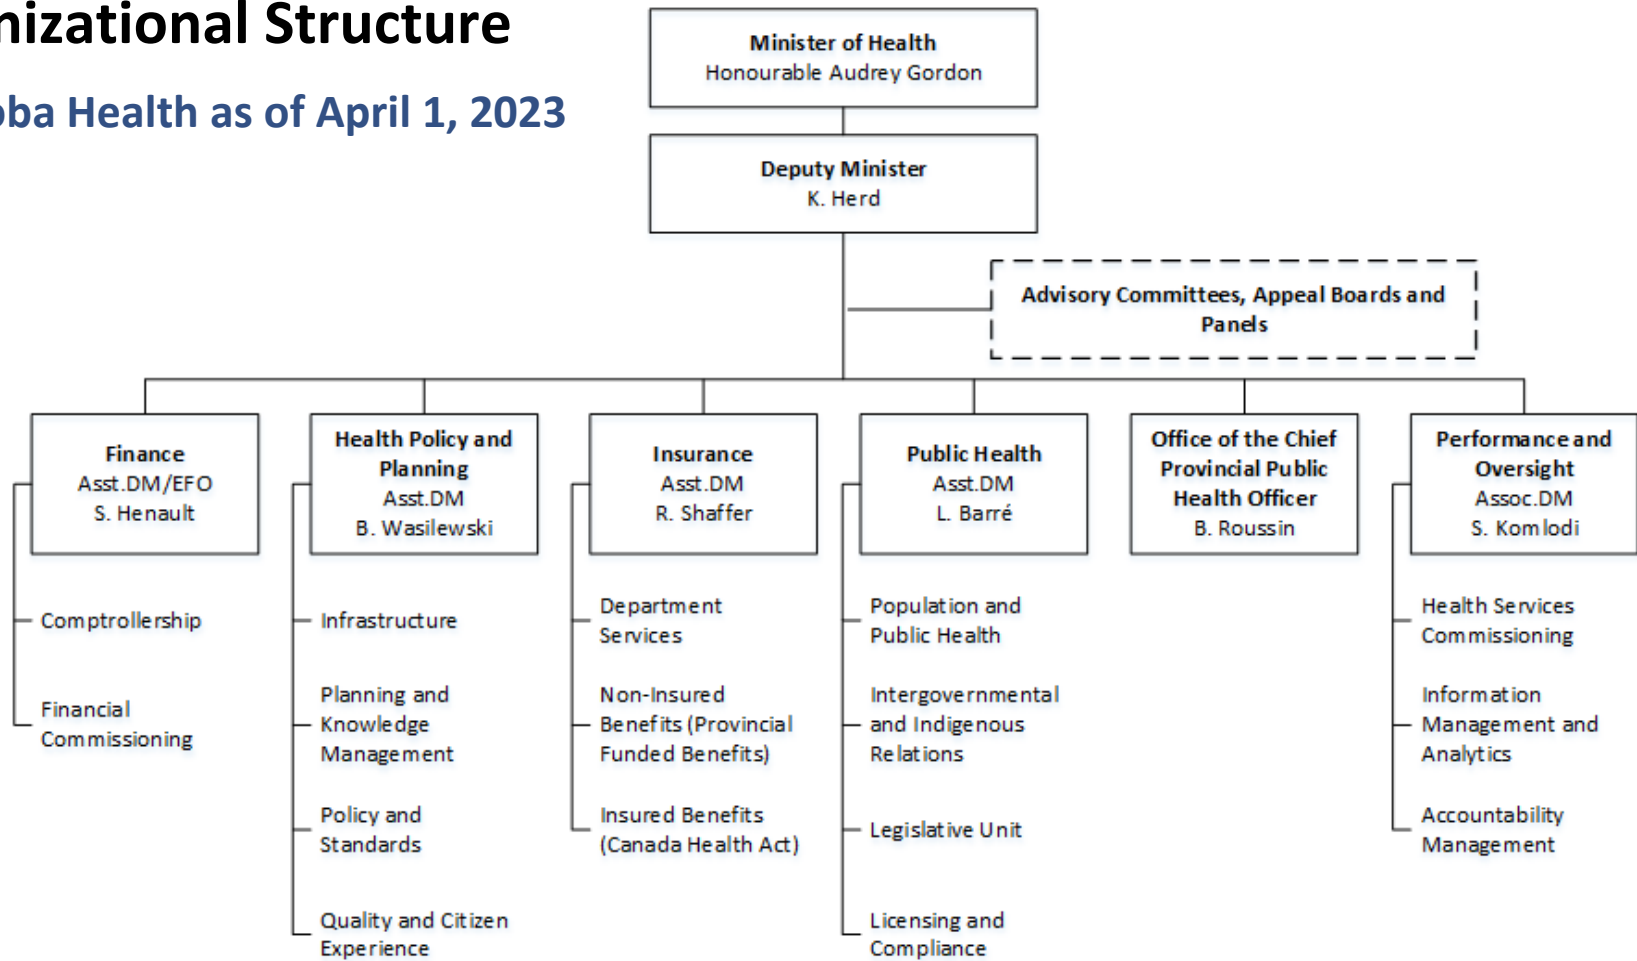 nizational Structure
oba Health as of April 1, 2023
Minister of Health
Honourable Audrey Gordon
Deputy Minister
K. Herd
Advisory Committees, Appeal Boards and
Panels
Finance
Asst.DM/EFO
S. Henault
Comptrollership
Financial
Commissioning
Health Policy and
Planning
Asst.DM
B. Wasilewski
Infrastructure
Planning and
Knowledge
Management
Policy and
Standards
Quality and Citizen
Experience
Insurance
Asst.DM
R. Shaffer
Department
Services
Non-Insured
Benefits (Provincial
Funded Benefits)
Insured Benefits
(Canada Health Act)
Public Health
Asst.DM
L. Barré
Population and
Public Health
Intergovernmental
and Indigenous
Relations
Legislative Unit
Licensing and
Compliance
Office of the Chief
Provincial Public
Health Officer
B. Roussin
Performance and
Oversight
Assoc.DM
S. Komlodi
Health Services
Commissioning
Information
Management and
Analytics
Accountability
Management